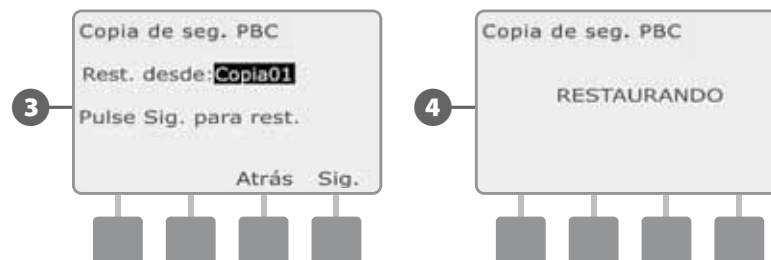 3
Copia de seg. PBC
Rest. desde:Copia01
Pulse Sig. para rest.
Atrás Sig.
4
Copia de seg. PBC
RESTAURANDO